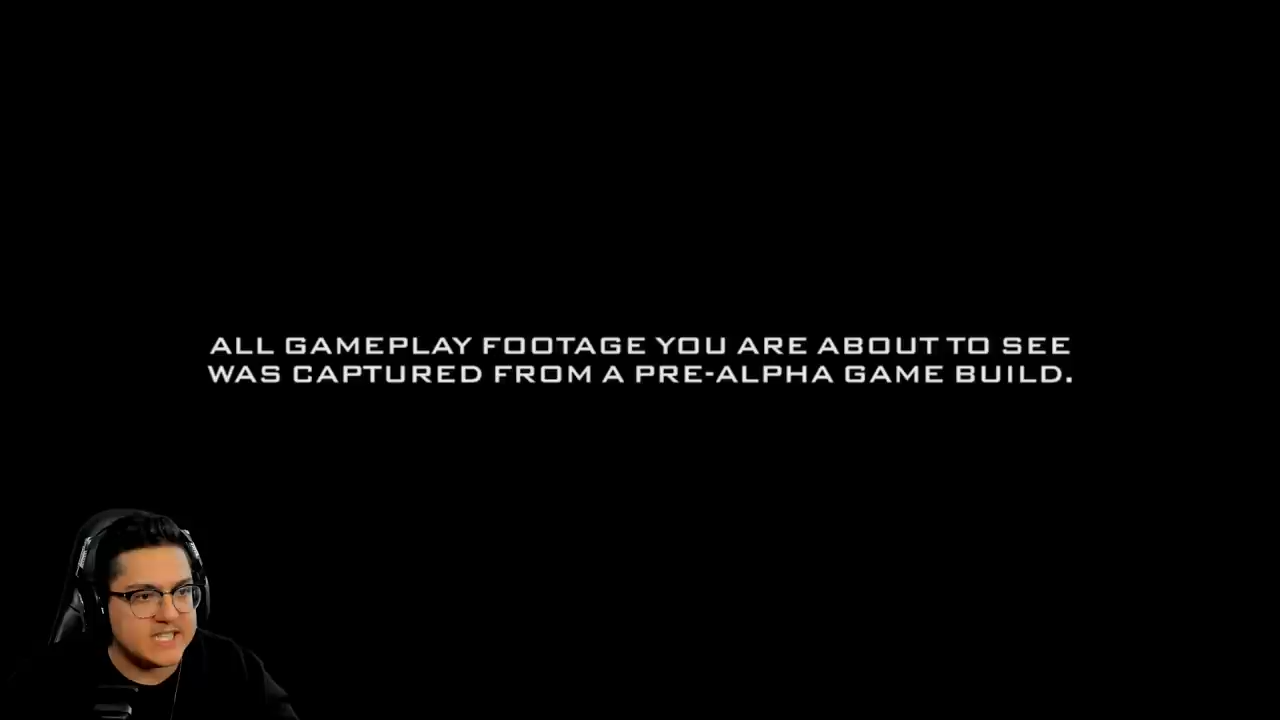 ALL GAMEPLAY FOOTAGE YOU ARE ABOUT TO SEE
WAS CAPTURED FROM A PRE-ALPHA GAME BUILD.